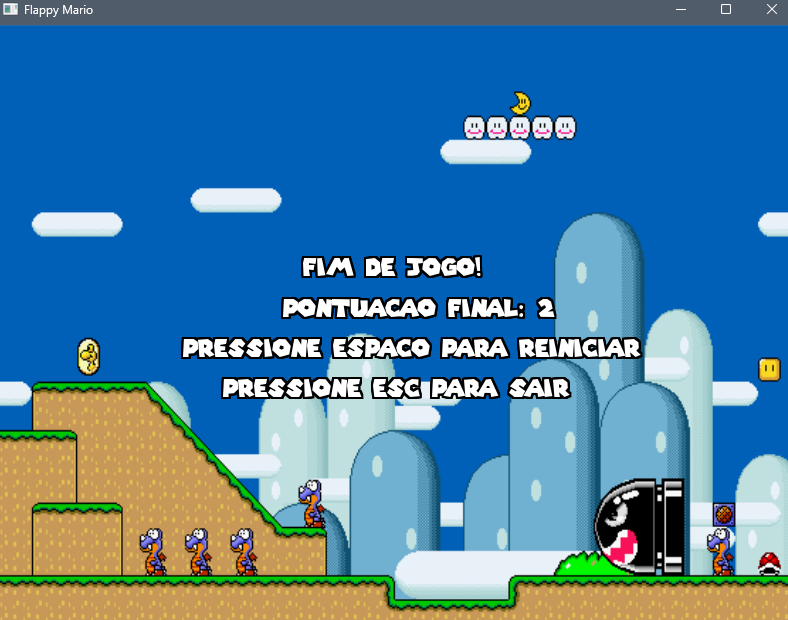 Flappy Mario
FIM DE JOGO!
PONTUACAO FINAL: 2
PRESSIONE ESPACO PARA REINICIAR
PRESSIONE ESC PARA SAIR